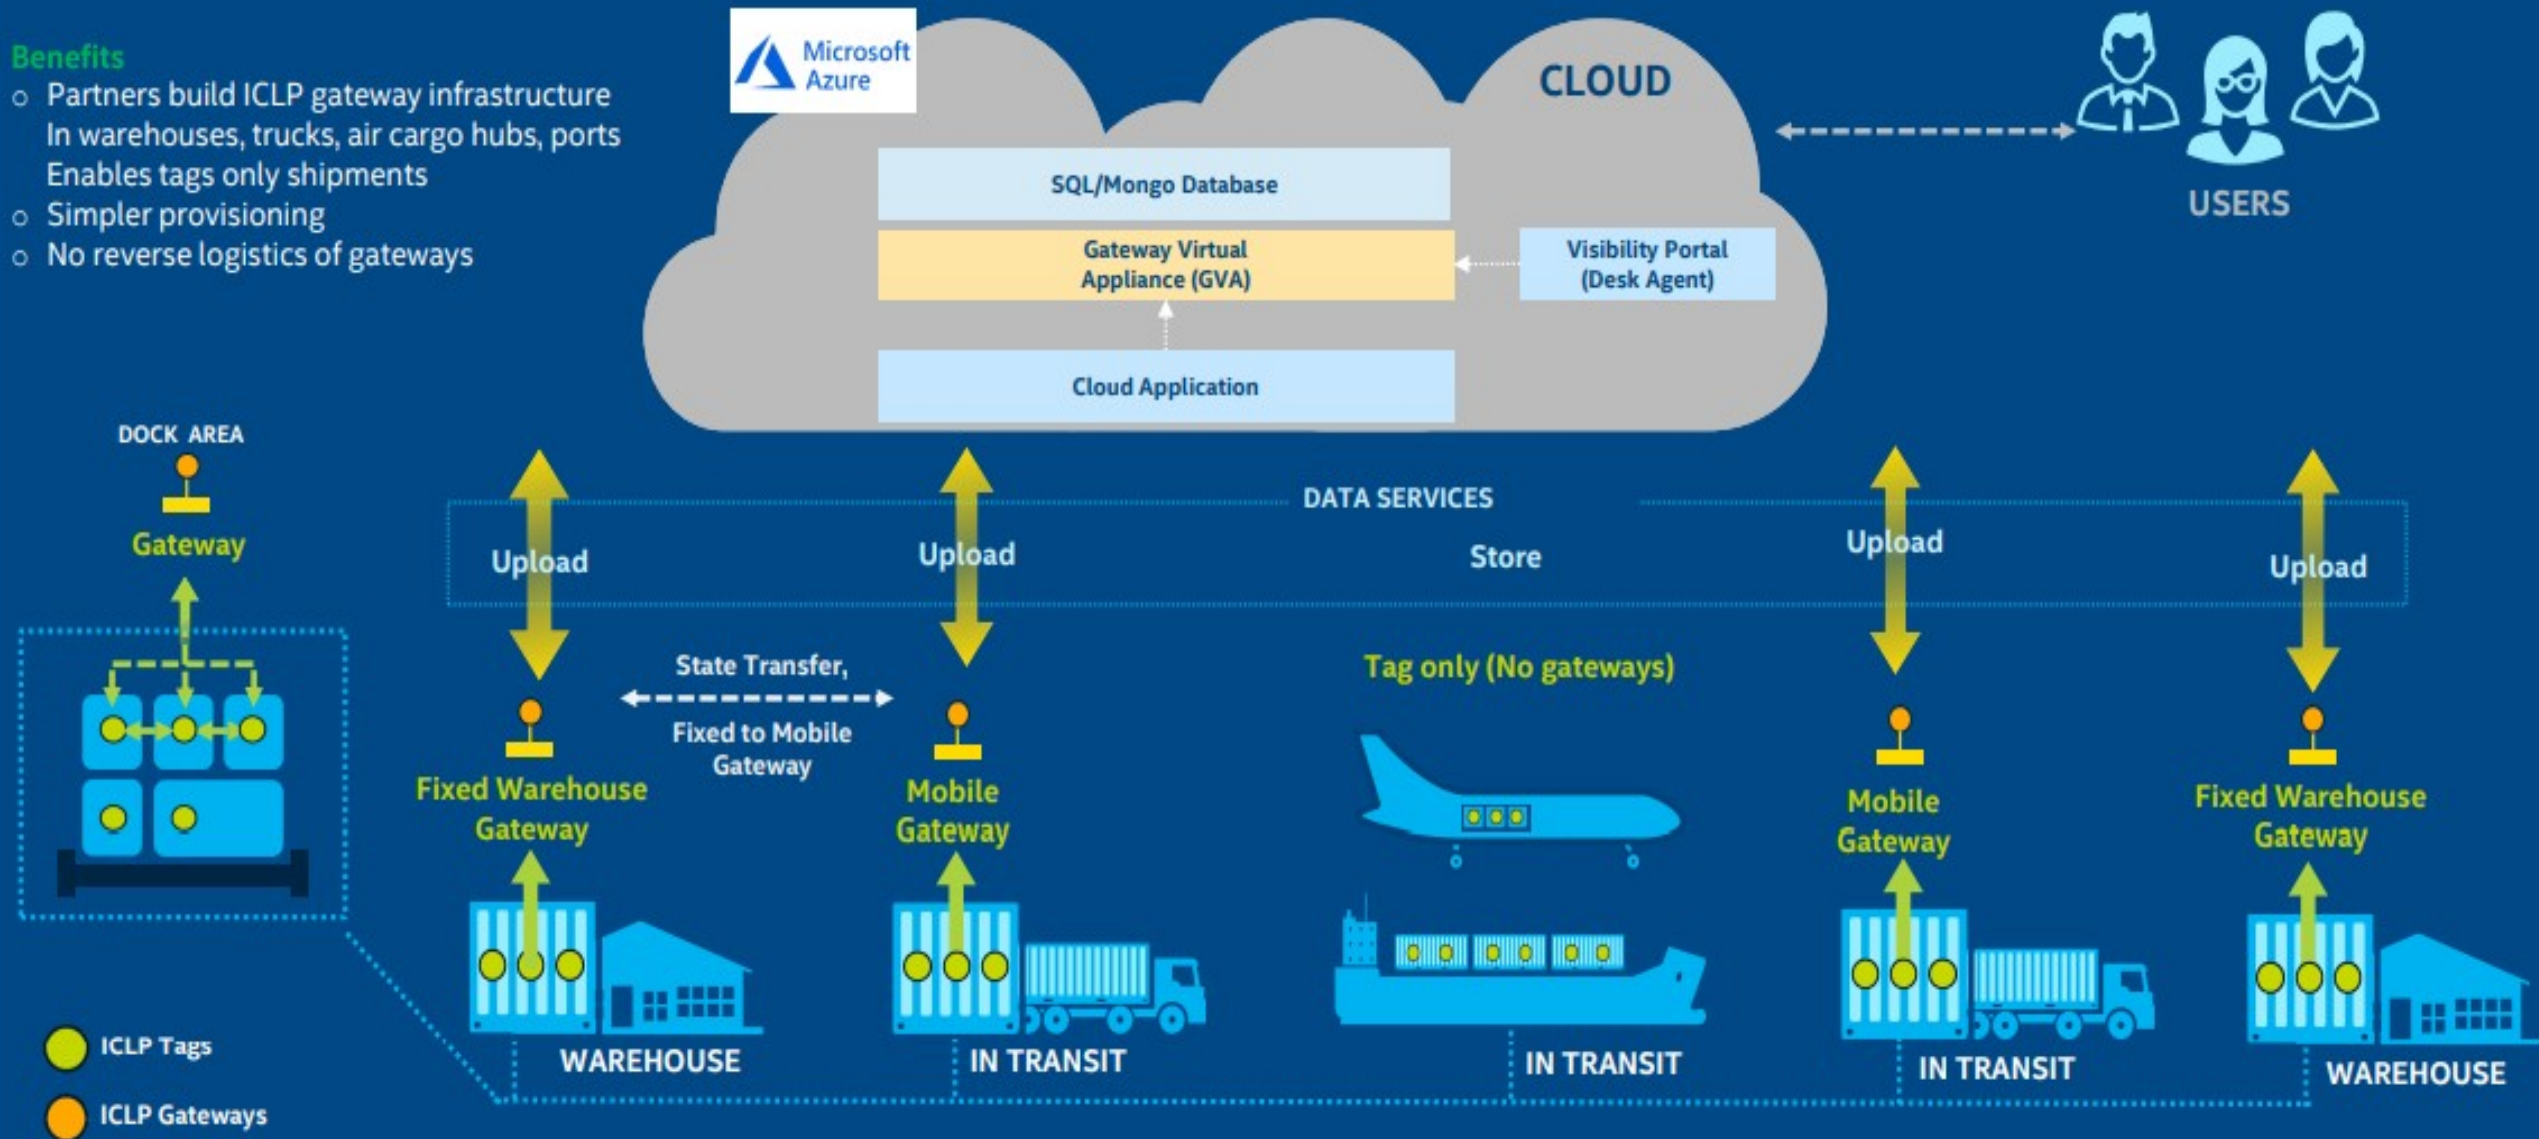 Benefits
○ Partners build ICLP gateway infrastructure
In warehouses, trucks, air cargo hubs, ports
Enables tags only shipments
○ Simpler provisioning
○ No reverse logistics of gateways
Microsoft
Azure
CLOUD
SQL/Mongo Database
Gateway Virtual
Appliance (GVA)
Visibility Portal
(Desk Agent)
Cloud Application
USERS
DOCK AREA
Gateway
DATA SERVICES
Upload
Upload
Store
Upload
Upload
State Transfer,
Fixed to Mobile
Gateway
Tag only (No gateways)
Fixed Warehouse
Gateway
Mobile
Gateway
Mobile
Gateway
Fixed Warehouse
Gateway
WAREHOUSE
IN TRANSIT
IN TRANSIT
IN TRANSIT
WAREHOUSE
ICLP Tags
ICLP Gateways